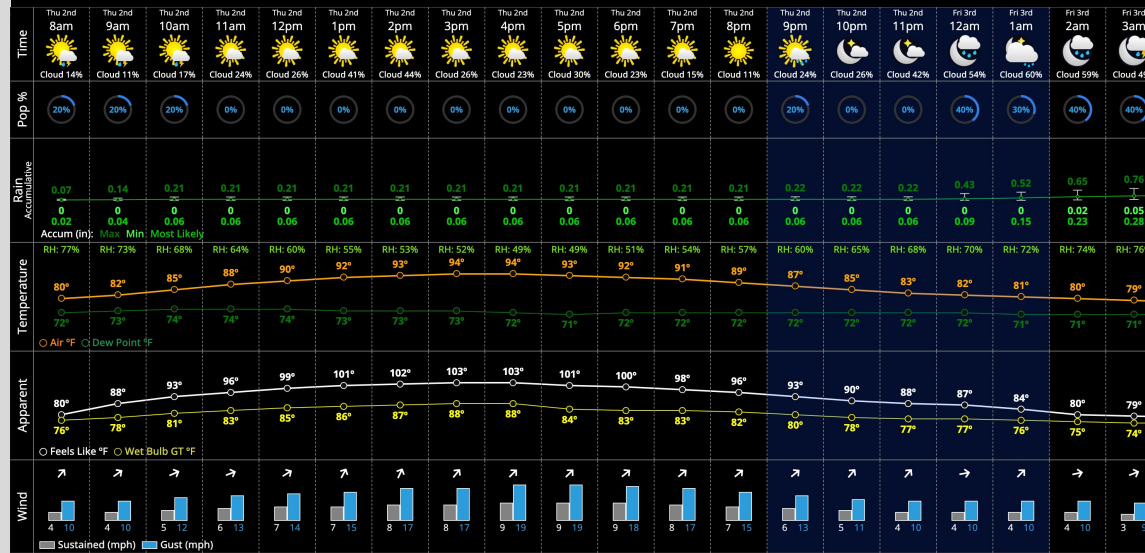 Time
Thu 2nd Thu 2nd Thu 2nd Thu 2nd Thu 2nd Thu 2nd Thu 2nd Thu 2nd Thu 2nd Thu 2nd Thu 2nd Thu 2nd Thu 2nd Thu 2nd Thu 2nd Thu 2nd Fri 3rd Fri 3rd Fri 3rd Fri 3rd
8am 9am 10am 11am 12pm 1pm 2pm 3pm 4pm 5pm 6pm 7pm 8pm 9pm 10pm 11pm 12am 1am 2am 3am
Cloud 14% Cloud 11% Cloud 17% Cloud 24% Cloud 26% Cloud 41% Cloud 44% Cloud 26% Cloud 23% Cloud 30% Cloud 23% Cloud 15% Cloud 11% Cloud 24% Cloud 26% Cloud 42% Cloud 54% Cloud 60% Cloud 59% Cloud
Pop %
20% 20% 20% 0% 0% 0% 0% 0% 0% 0% 0% 0% 0% 20% 0% 0% 40% 30% 40% 40%
Rain
Accumulative
0.07 0.14 0.21 0.21 0.21 0.21 0.21 0.21 0.21 0.21 0.21 0.21 0.21 0.22 0.22 0.22 0.43 0.52 0.65 0.76
0 0 0 0 0 0 0 0 0 0 0 0 0 0 0 0 0 0 0.02 0.05
0.02 0.04 0.06 0.06 0.06 0.06 0.06 0.06 0.06 0.06 0.06 0.06 0.06 0.06 0.06 0.06 0.09 0.15 0.23 0.28
Accum (in): Max Min Most Likely
Temperature
RH: 77% RH: 73% RH: 68% RH: 64% RH: 60% RH: 55% RH: 53% RH: 52% RH: 49% RH: 49% RH: 51% RH: 54% RH: 57% RH: 60% RH: 65% RH: 68% RH: 70% RH: 72% RH: 74% RH: 76
80° 82° 85° 88° 90° 92° 93° 94° 94° 93° 92° 91° 89° 87° 85° 83° 82° 81° 80° 79°
72° 73° 74° 74° 74° 73° 73° 73° 72° 71° 72° 72° 72° 72° 72° 72° 72° 71° 71° 71°
Air °F Dew Point °F
Apparent
80° 88° 93° 96° 99° 101° 102° 103° 103° 101° 100° 98° 96° 93° 90° 88° 87° 84° 80° 79°
76° 78° 81° 83° 85° 86° 87° 88° 88° 84° 83° 83° 82° 80° 78° 77° 77° 76° 75° 74°
Feels Like °F Wet Bulb GT °F
Wind
4 10 4 10 5 12 6 13 7 14 7 15 8 17 8 17 9 19 9 19 9 18 8 17 7 15 6 13 5 11 4 10 4 10 4 10 4 10 3 9
Sustained (mph) Gust (mph)